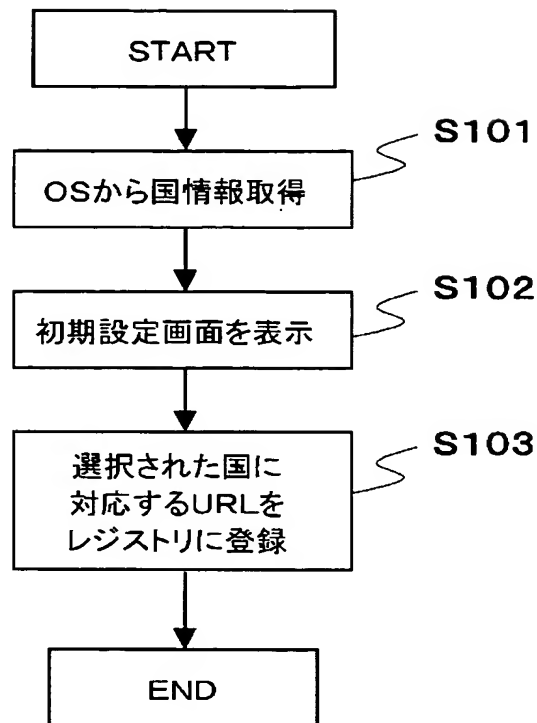 START
S101
OSから国情報取得
S102
初期設定画面を表示
S103
選択された国に
対応するURLを
レジストリに登録
END